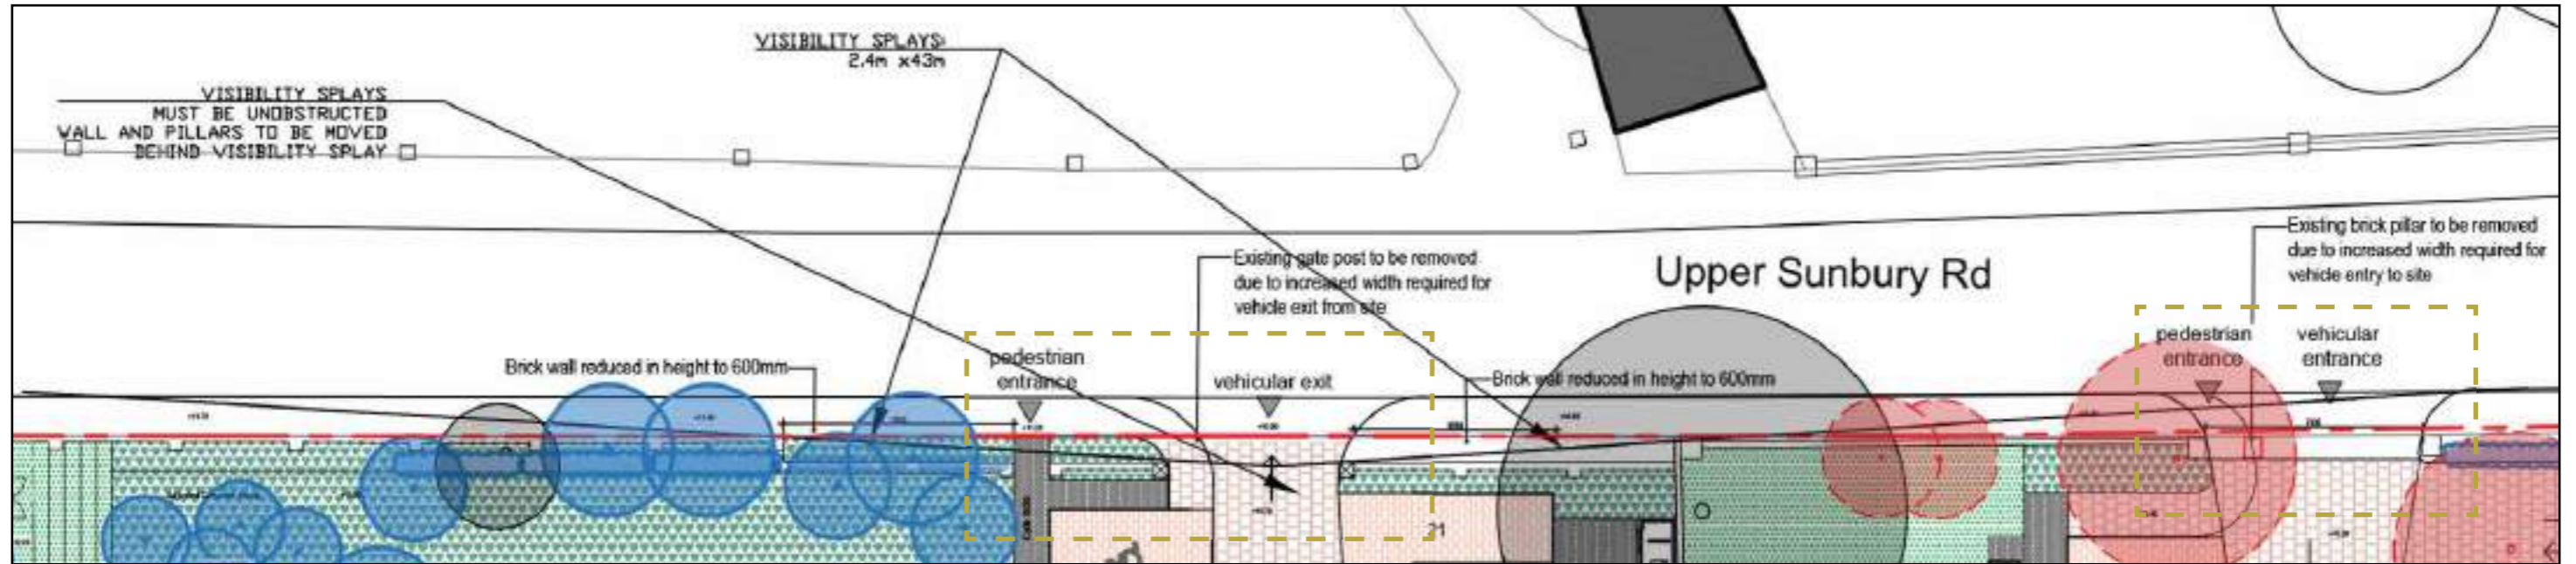 VISIBILITY SPLAYS
MUST BE UNOBSTRUCTED
WALL AND PILLARS TO BE MOVED
BEHIND VISIBILITY SPLAY
VISIBILITY SPLAYS:
2.4m x43m
Existing gate post to be removed
due to increased width required for
vehicle exit from site
Upper Sunbury Rd
Existing brick pillar to be removed
due to increased width required for
vehicle entry to site
Brick wall reduced in height to 600mm
pedestrian
entrance
vehicular exit
Brick wall reduced in height to 600mm
pedestrian
entrance
vehicular
entrance
21